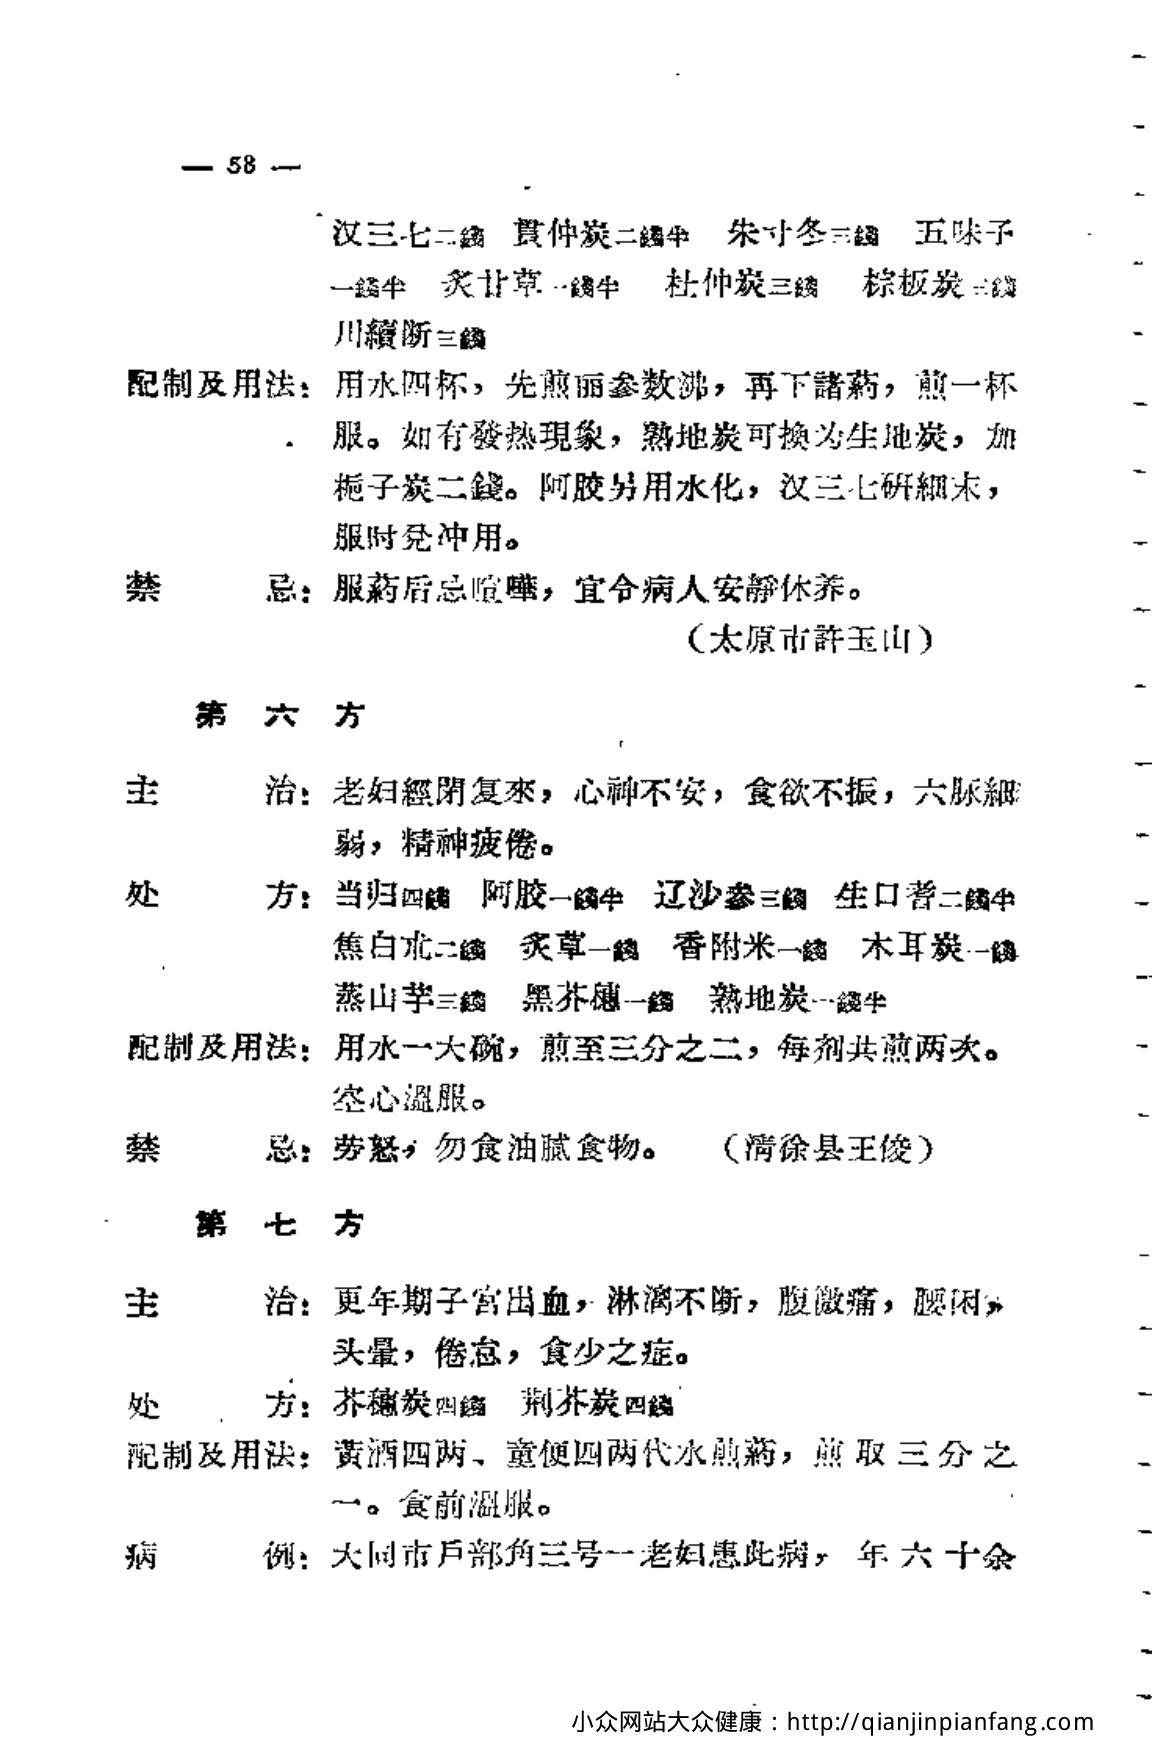 — 58 —
汉三七二錢 貫仲炭二錢半 朱寸冬三錢 五味子
一錢半 炙甘草一錢半 杜仲炭三錢 棕板炭三錢
川續断三錢
配制及用法：用水四杯，先煎丽参数沸，再下諸葯，煎一杯
服。如有發热現象，熟地炭可換为生地炭，加
梔子炭二錢。阿胶另用水化，汉三七研細末，
服时兌冲用。
禁 忌：服葯后忌喧嘩，宜令病人安靜休养。
（太原市許玉山）
第 六 方
主 治：老妇經閉复來，心神不安，食欲不振，六脉細
弱，精神疲倦。
处 方：当归四錢 阿胶一錢半 辽沙参三錢 生口耆二錢半
焦白朮二錢 炙草一錢 香附米一錢 木耳炭一錢
蒸山芋三錢 黑芥穗一錢 熟地炭一錢半
配制及用法：用水一大碗，煎至三分之二，每剂共煎两次。
空心溫服。
禁 忌：劳怒，勿食油膩食物。 （清徐县王俊）
第 七 方
主 治：更年期子宮出血，淋漓不断，腹微痛，腰困，
头暈，倦怠，食少之症。
处 方：芥穗炭四錢 荆芥炭四錢
配制及用法：黃酒四两、童便四两代水煎葯，煎取三分之
一。食前溫服。
病 例：大同市戶部角三号一老妇患此病，年六十余
小众网站大众健康：http://qianjinpianfang.com